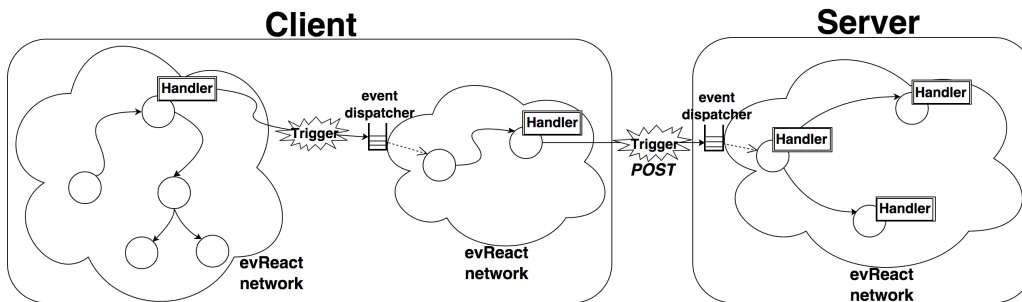 Client
Server
Handler
Trigger
event
dispatcher
Handler
evReact
network
evReact
network
Trigger
POST
event
dispatcher
Handler
Handler
Handler
evReact
network